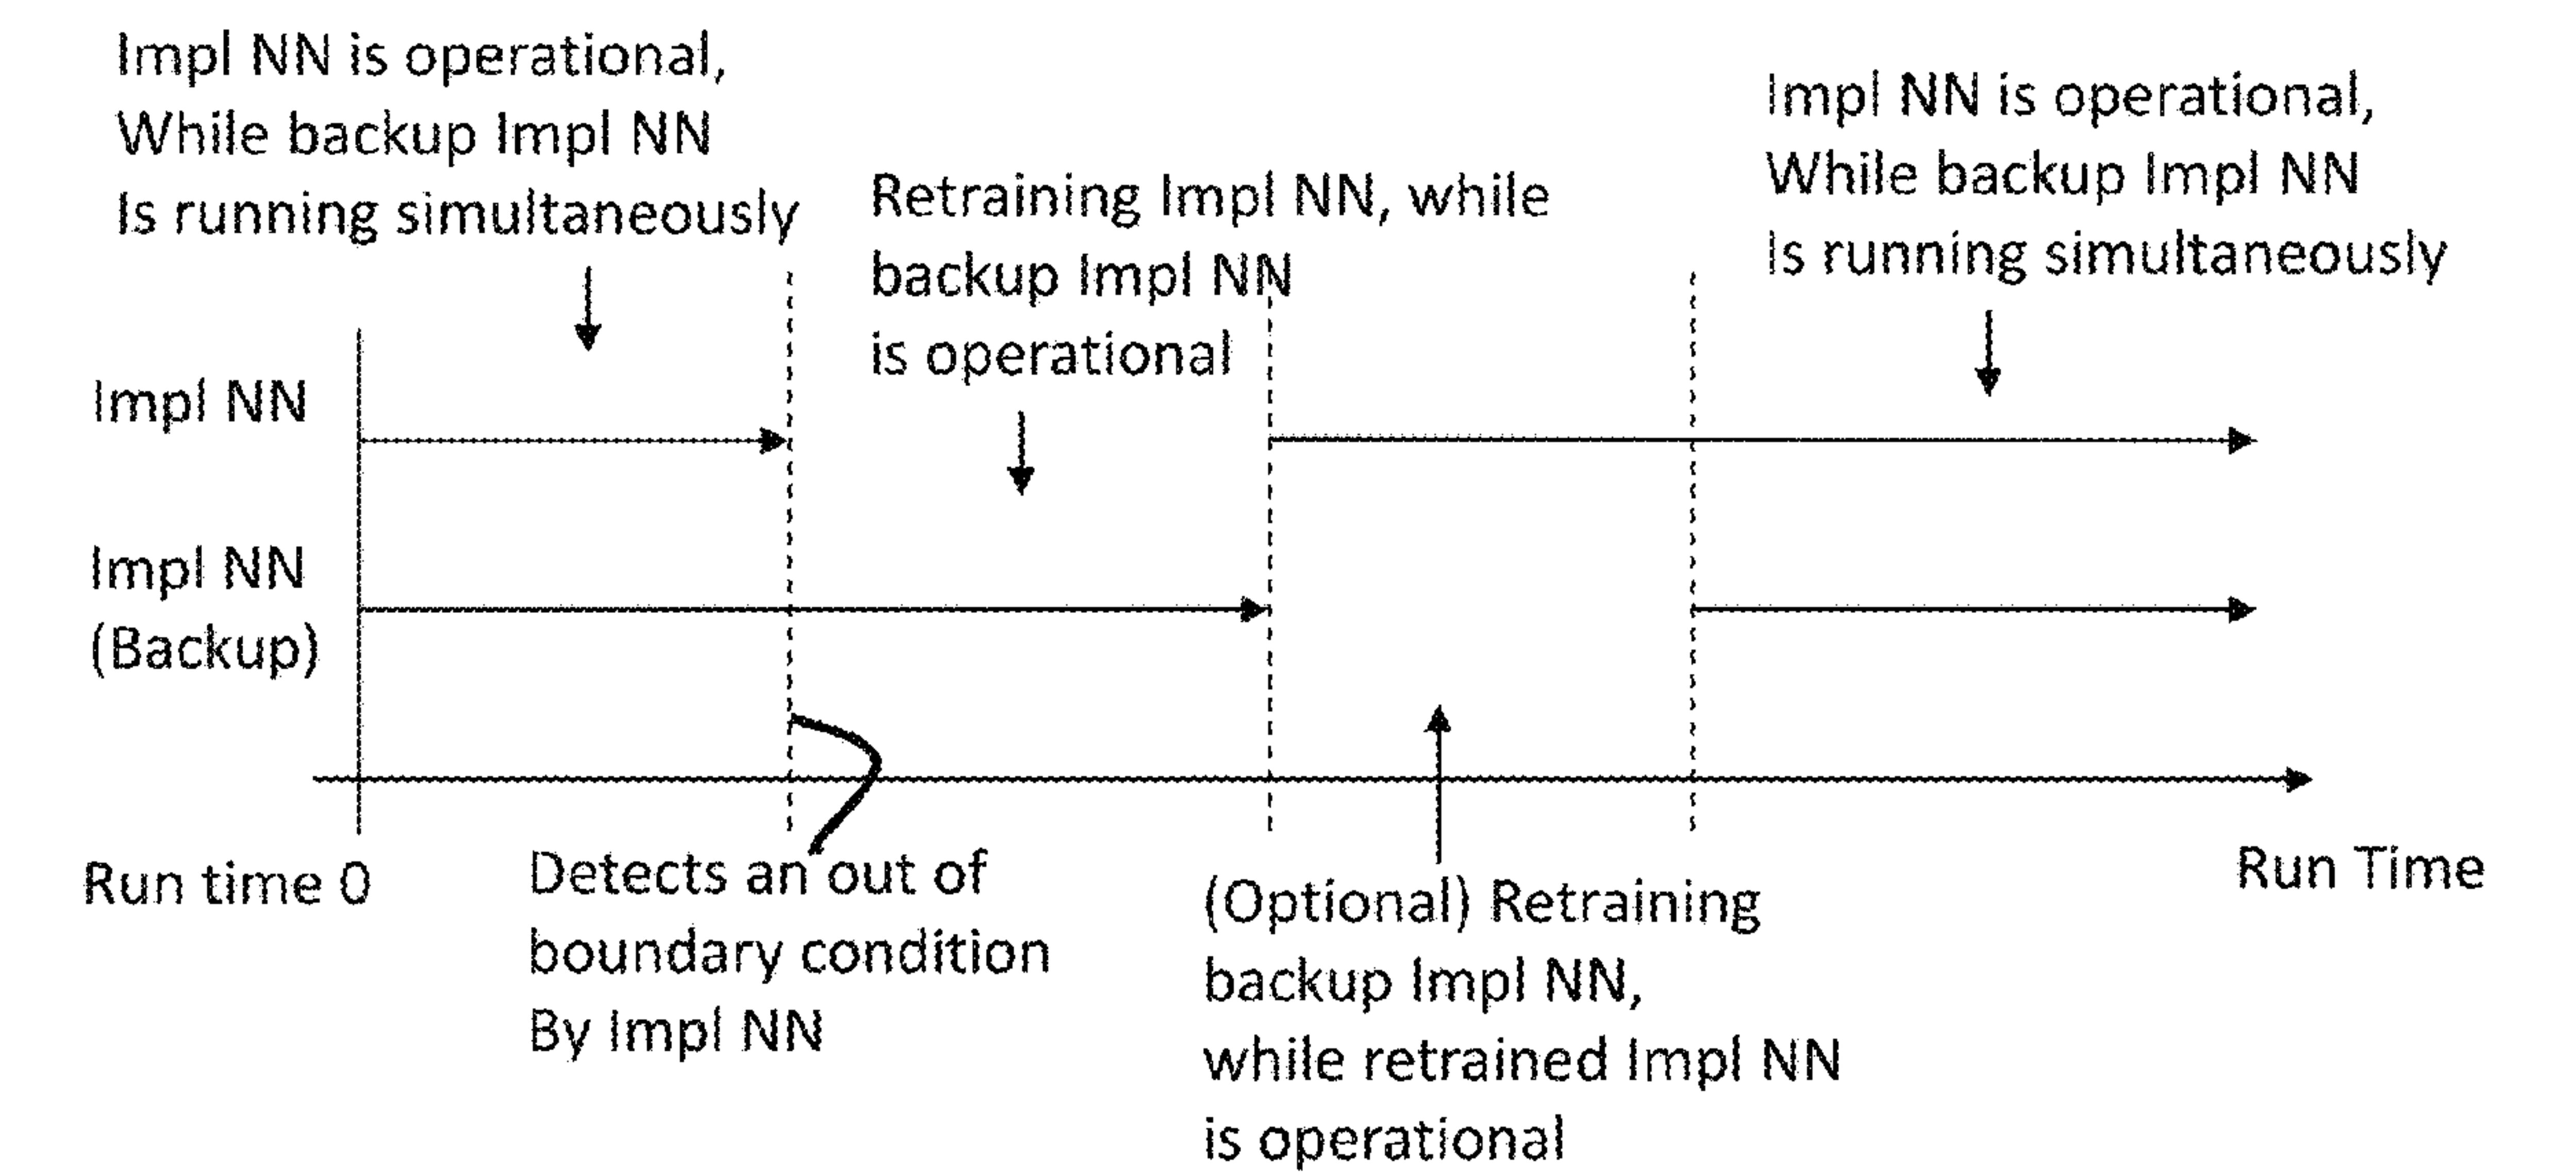 Impl NN is operational,
While backup Impl NN
Is running simultaneously
Retraining Impl NN, while
backup Impl NN
is operational
Impl NN is operational,
While backup Impl NN
Is running simultaneously
Impl NN
Impl NN
(Backup)
Run time 0
Detects an out of
boundary condition
By Impl NN
(Optional) Retraining
backup Impl NN,
while retrained Impl NN
is operational
Run Time